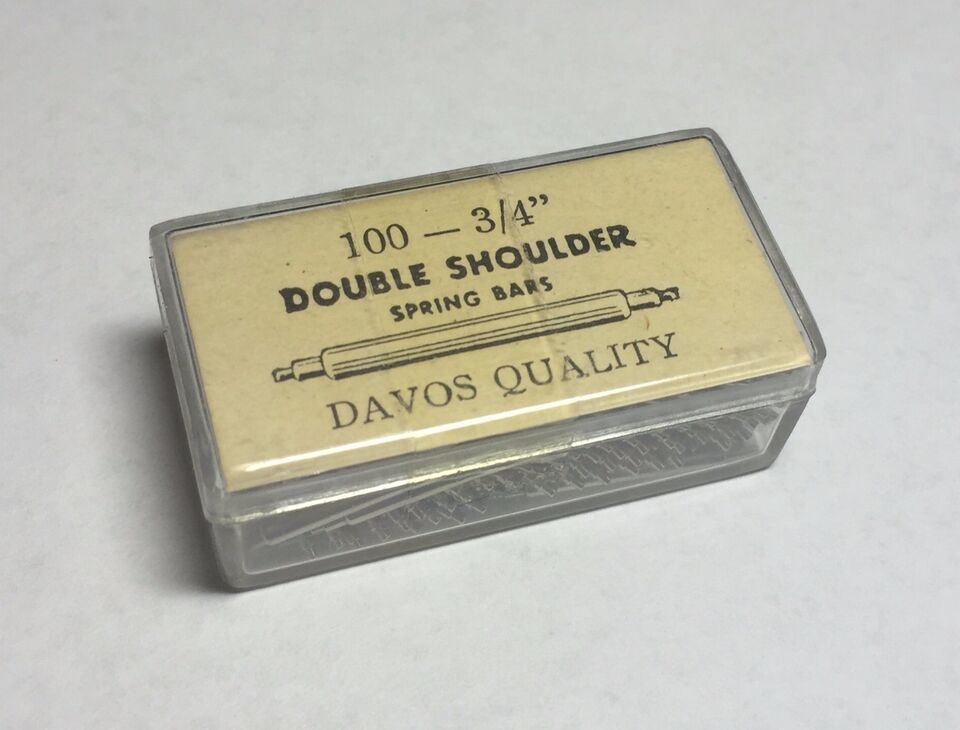 100 — 3/4”
DOUBLE SHOULDER
SPRING BARS
DAVOS QUALITY